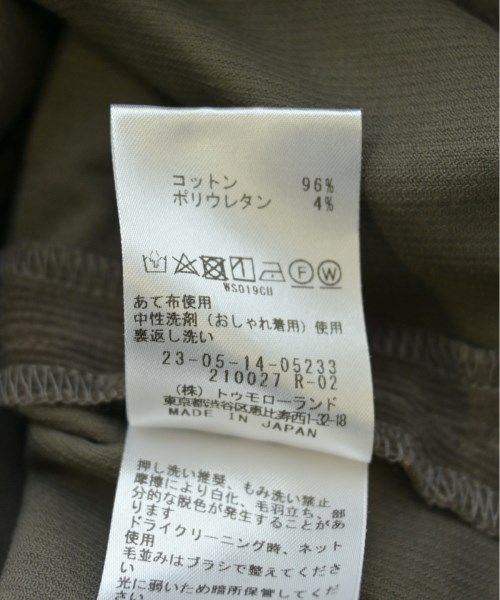 コットン 96%
ポリウレタン 4%
F W
WS019CH
あて布使用
中性洗剤(おしゃれ着用)使用
裏返し洗い
23-05-14-05233
210027 R-02
(株)トゥモローランド
東京都渋谷区恵比寿西1-32-18
MADE IN JAPAN
押し洗い推奨、もみ洗い禁止
摩擦により白化、毛羽立ち、部
分的な脱色が発生することがあ
ります
ドライクリーニング時、ネット
使用
毛並みはブラシで整えてくださ
い
光に弱いため暗所保管してくだ
さい